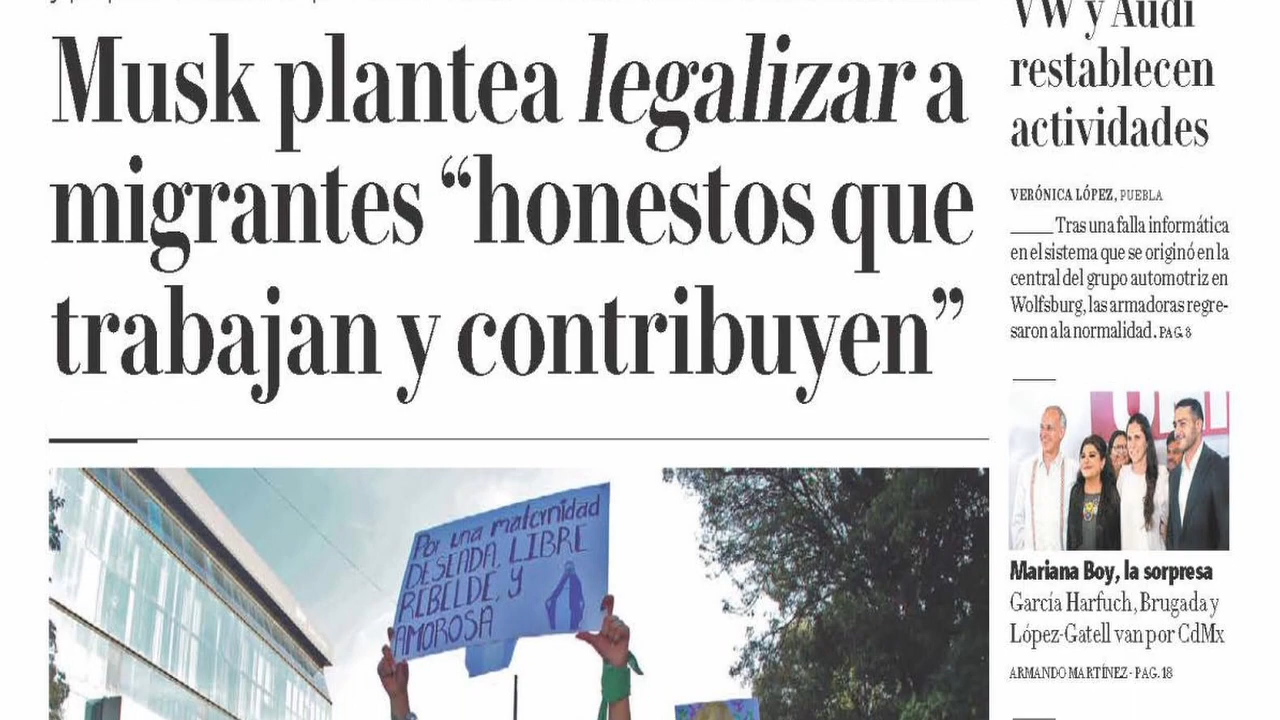 Musk plantea legalizar a
migrantes “honestos que
trabajan y contribuyen”
VW y Audi
restablecen
actividades
VERÓNICA LÓPEZ, PUEBLA
Tras una falla informática
en el sistema que se originó en la
central del grupo automotriz en
Wolfsburg, las armadoras regre-
saron a la normalidad. PAG. 8
Mariana Boy, la sorpresa
García Harfuch, Brugada y
López-Gatell van por CdMx
ARMANDO MARTÍNEZ - PAG. 18
Por una maternidad
DESEADA, LIBRE
REBELDE, Y
AMOROSA